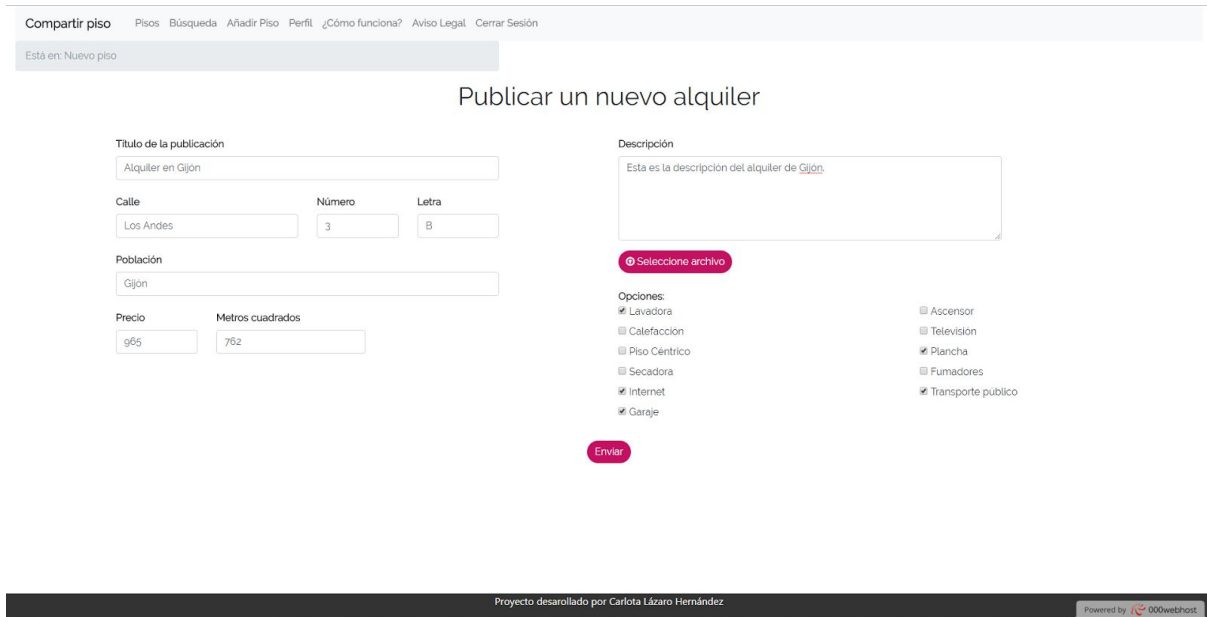 Compartir piso Pisos Búsqueda Añadir Piso Perfil ¿Cómo funciona? Aviso Legal Cerrar Sesión
Está en: Nuevo piso
Publicar un nuevo alquiler
Título de la publicación
Alquiler en Gijón
Calle Número Letra
Los Andes 3 B
Población
Gijón
Precio Metros cuadrados
965 762
Descripción
Esta es la descripción del alquiler de Gijón.
Seleccione archivo
Opciones:
Lavadora Ascensor
Calefacción Televisión
Piso Céntrico Plancha
Secadora Fumadores
Internet Transporte público
Garaje
Enviar
Proyecto desarollado por Carlota Lázaro Hernández
Powered by 000webhost